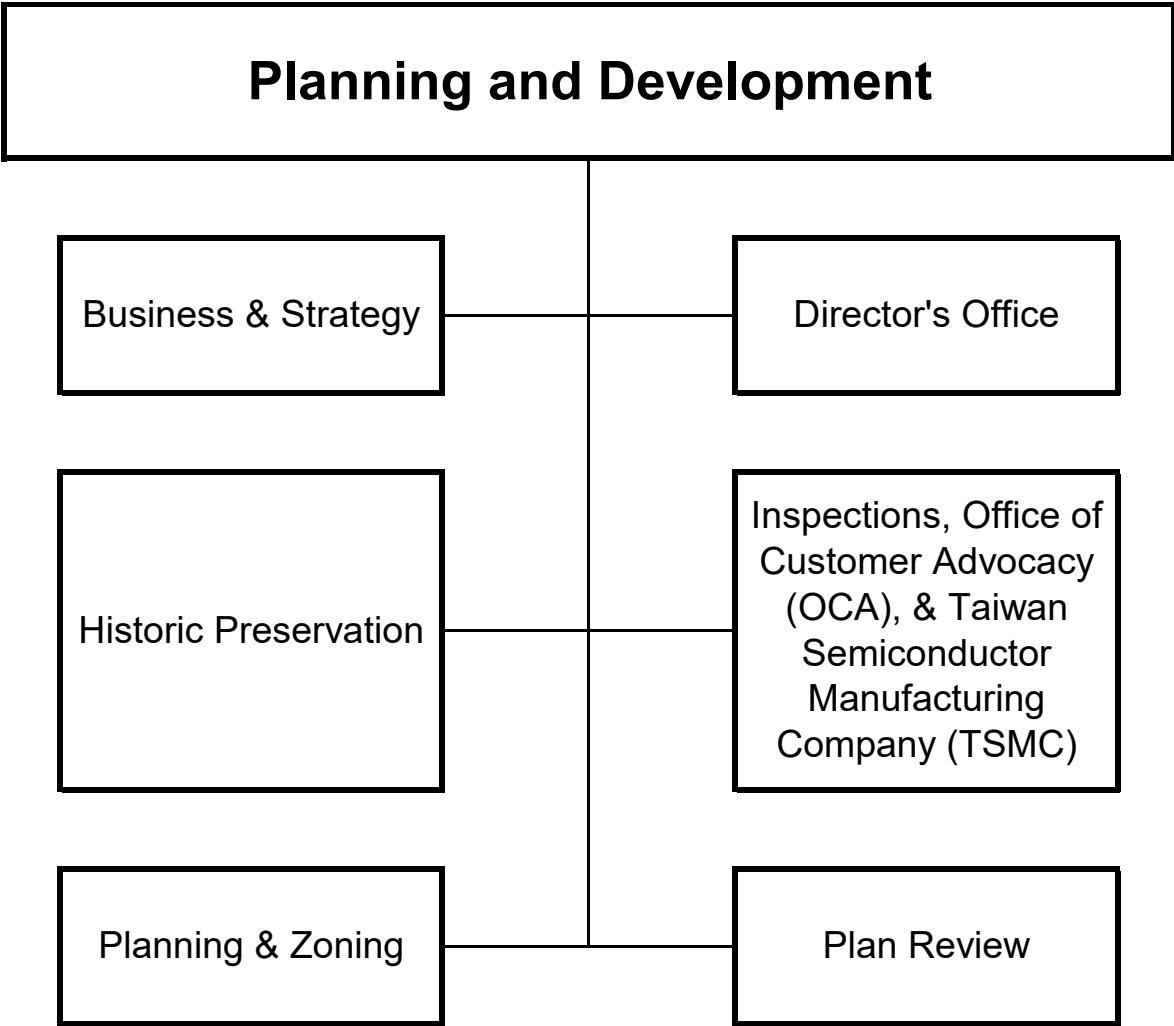 Planning and Development
Business & Strategy
Director's Office
Historic Preservation
Inspections, Office of
Customer Advocacy
(OCA), & Taiwan
Semiconductor
Manufacturing
Company (TSMC)
Planning & Zoning
Plan Review